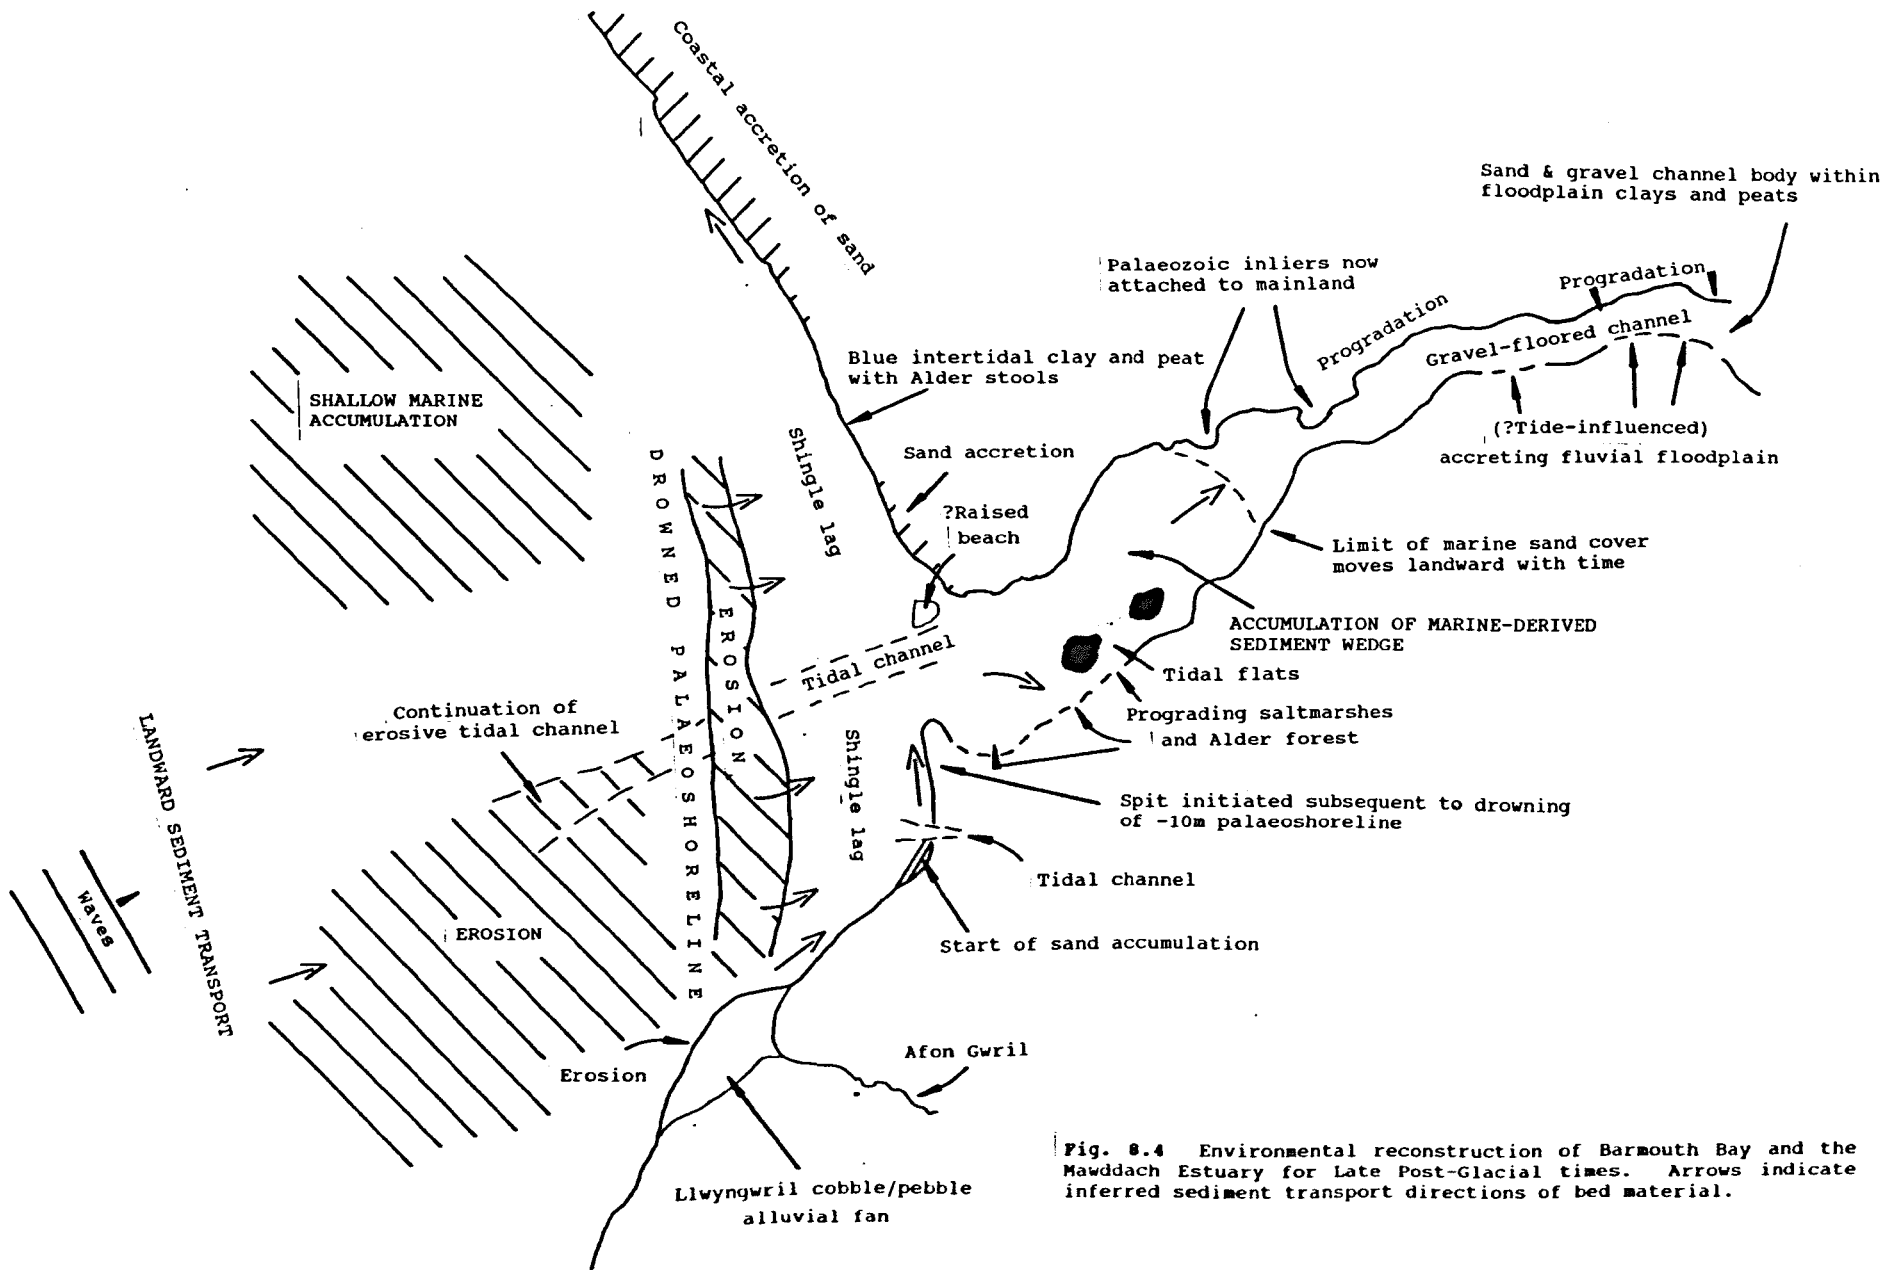 Coastal accretion of sand
Sand & gravel channel body within
floodplain clays and peats
Palaeozoic inliers now
attached to mainland
Progradation
Progradation
Gravel-floored channel
Blue intertidal clay and peat
with Alder stools
SHALLOW MARINE
ACCUMULATION
(?Tide-influenced)
accreting fluvial floodplain
Shingle lag
Sand accretion
DROWNED PALAEOSHORELINE
?Raised
beach
Limit of marine sand cover
moves landward with time
EROSION
ACCUMULATION OF MARINE-DERIVED
SEDIMENT WEDGE
Tidal channel
Tidal flats
Continuation of
erosive tidal channel
Prograding saltmarshes
and Alder forest
LANDWARD SEDIMENT TRANSPORT
Shingle lag
Spit initiated subsequent to drowning
of -10m palaeoshoreline
Tidal channel
Waves
EROSION
Start of sand accumulation
Erosion
Afon Gwril
Llwyngwril cobble/pebble
alluvial fan
Fig. 8.4 Environmental reconstruction of Barmouth Bay and the
Mawddach Estuary for Late Post-Glacial times. Arrows indicate
inferred sediment transport directions of bed material.